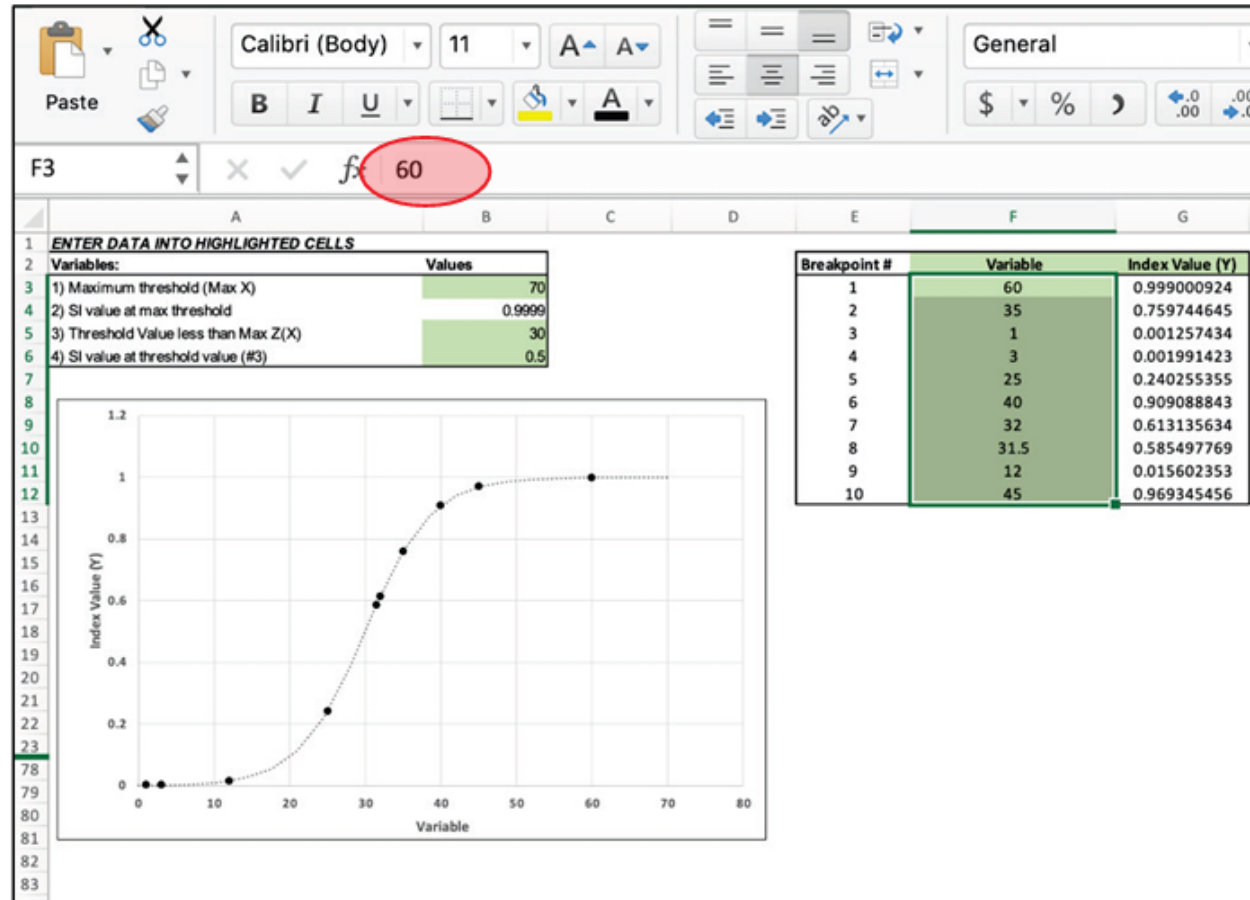 Calibri (Body) 11 A A General
Paste B I U A ab $ % .0 .00 .00
F3 fx 60
A B C D E F G
1 ENTER DATA INTO HIGHLIGHTED CELLS
2 Variables: Values Breakpoint # Variable Index Value (Y)
3 1) Maximum threshold (Max X) 70 1 60 0.999000924
4 2) SI value at max threshold 0.9999 2 35 0.759744645
5 3) Threshold Value less than Max Z(X) 30 3 1 0.001257434
6 4) SI value at threshold value (#3) 0.5 4 3 0.001991423
7 5 25 0.240255355
8 6 40 0.909088843
9 7 32 0.613135634
10 8 31.5 0.585497769
11 9 12 0.015602353
12 10 45 0.969345456
13
14
15
16
17
18
19
20
21
22
23
78
79
80
81
82
83
1.2
1
0.8
0.6
0.4
0.2
0
Index Value (Y)
0 10 20 30 40 50 60 70 80
Variable